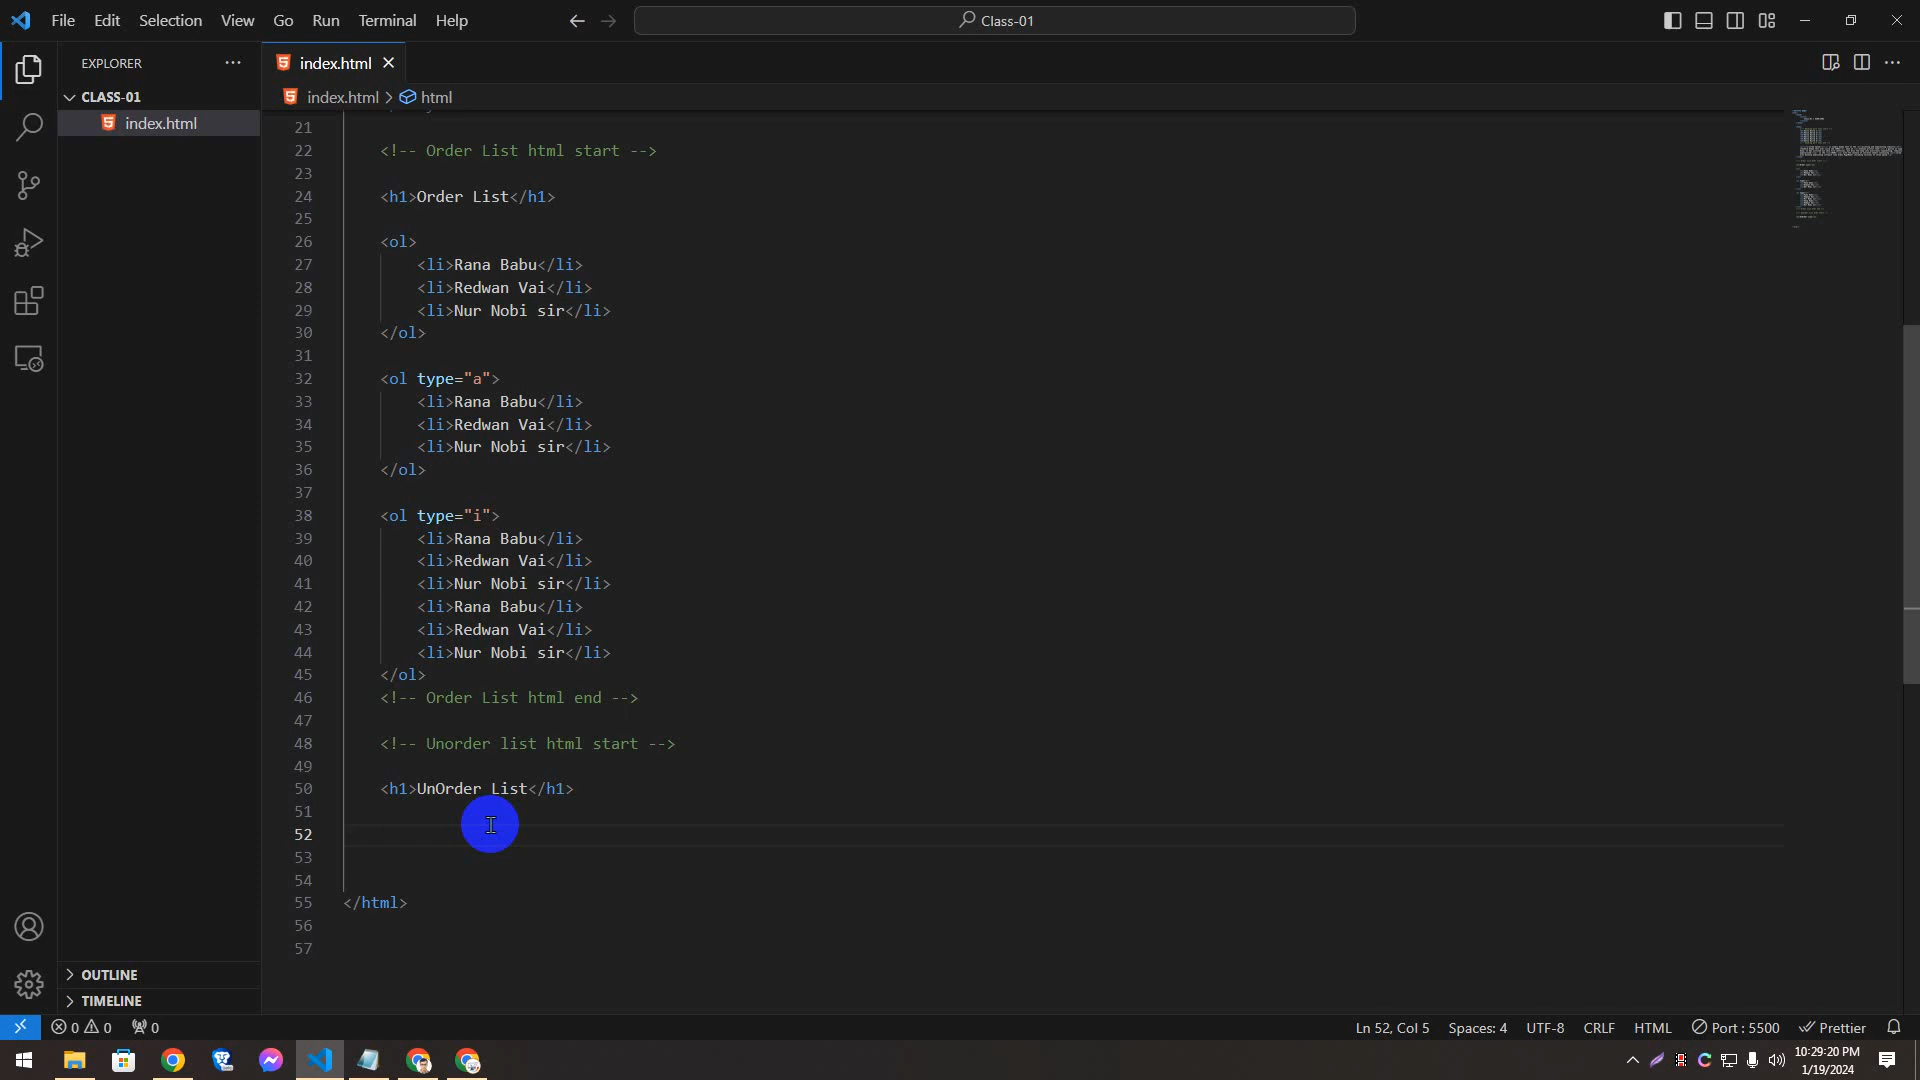 File Edit Selection View Go Run Terminal Help
Class-01
EXPLORER
index.html
CLASS-01
index.html > html
index.html
21
22 <!-- Order List html start -->
23
24 <h1>Order List</h1>
25
26 <ol>
27 <li>Rana Babu</li>
28 <li>Redwan Vai</li>
29 <li>Nur Nobi sir</li>
30 </ol>
31
32 <ol type="a">
33 <li>Rana Babu</li>
34 <li>Redwan Vai</li>
35 <li>Nur Nobi sir</li>
36 </ol>
37
38 <ol type="i">
39 <li>Rana Babu</li>
40 <li>Redwan Vai</li>
41 <li>Nur Nobi sir</li>
42 <li>Rana Babu</li>
43 <li>Redwan Vai</li>
44 <li>Nur Nobi sir</li>
45 </ol>
46 <!-- Order List html end -->
47
48 <!-- Unorder list html start -->
49
50 <h1>UnOrder List</h1>
51
52
53
54
55 </html>
56
57
OUTLINE
TIMELINE
0 0 0
Ln 52, Col 5 Spaces: 4 UTF-8 CRLF HTML Port : 5500 Prettier
10:29:20 PM
1/19/2024